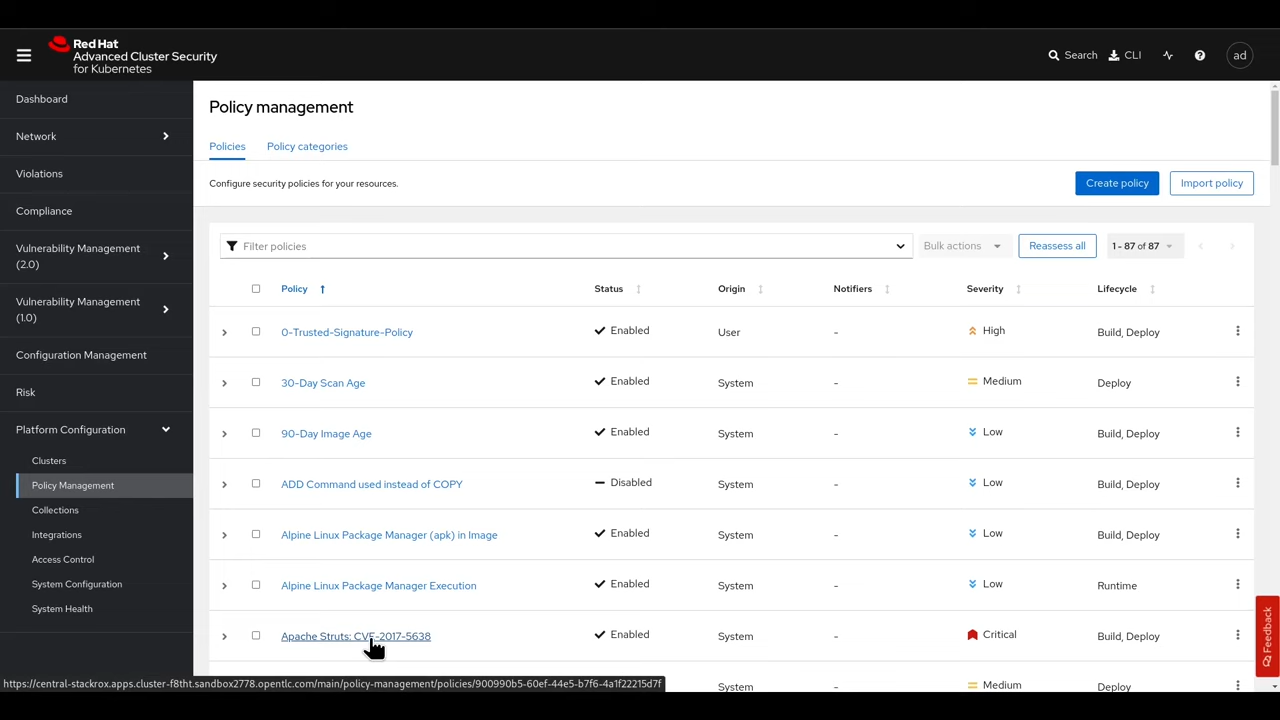 Red Hat
Advanced Cluster Security
for Kubernetes
Search
CLI
ad
Dashboard
Network
Violations
Compliance
Vulnerability Management
(2.0)
Vulnerability Management
(1.0)
Configuration Management
Risk
Platform Configuration
Clusters
Policy Management
Collections
Integrations
Access Control
System Configuration
System Health
Policy management
Policies Policy categories
Configure security policies for your resources.
Create policy Import policy
Filter policies Bulk actions Reassess all 1 - 87 of 87
Policy Status Origin Notifiers Severity Lifecycle
0-Trusted-Signature-Policy Enabled User - High Build, Deploy
30-Day Scan Age Enabled System - Medium Deploy
90-Day Image Age Enabled System - Low Build, Deploy
ADD Command used instead of COPY Disabled System - Low Build, Deploy
Alpine Linux Package Manager (apk) in Image Enabled System - Low Build, Deploy
Alpine Linux Package Manager Execution Enabled System - Low Runtime
Apache Struts: CVE-2017-5638 Enabled System - Critical Build, Deploy
System - Medium Deploy
Feedback
https://central-stackrox.apps.cluster-f8tht.sandbox2778.opentlc.com/main/policy-management/policies/900990b5-60ef-44e5-b7f6-4a1f22215d7f